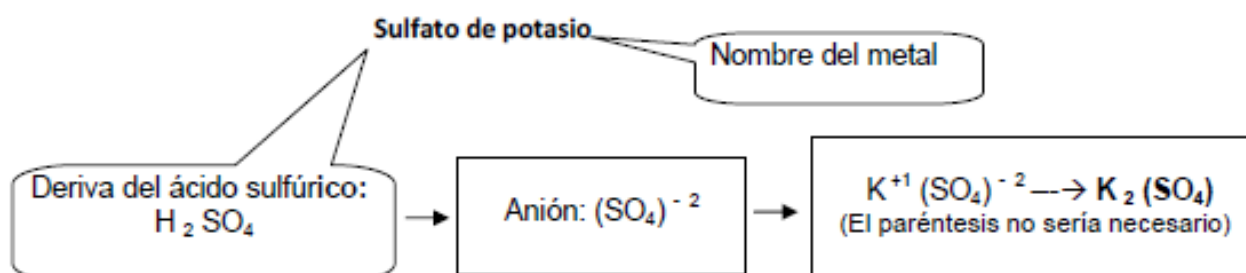 Sulfato de potasio
Nombre del metal
Deriva del ácido sulfúrico:
H ₂ SO₄
Anión: (SO₄) ⁻ ²
K ⁺¹ (SO₄) ⁻ ² —-→ K ₂ (SO₄)
(El paréntesis no sería necesario)